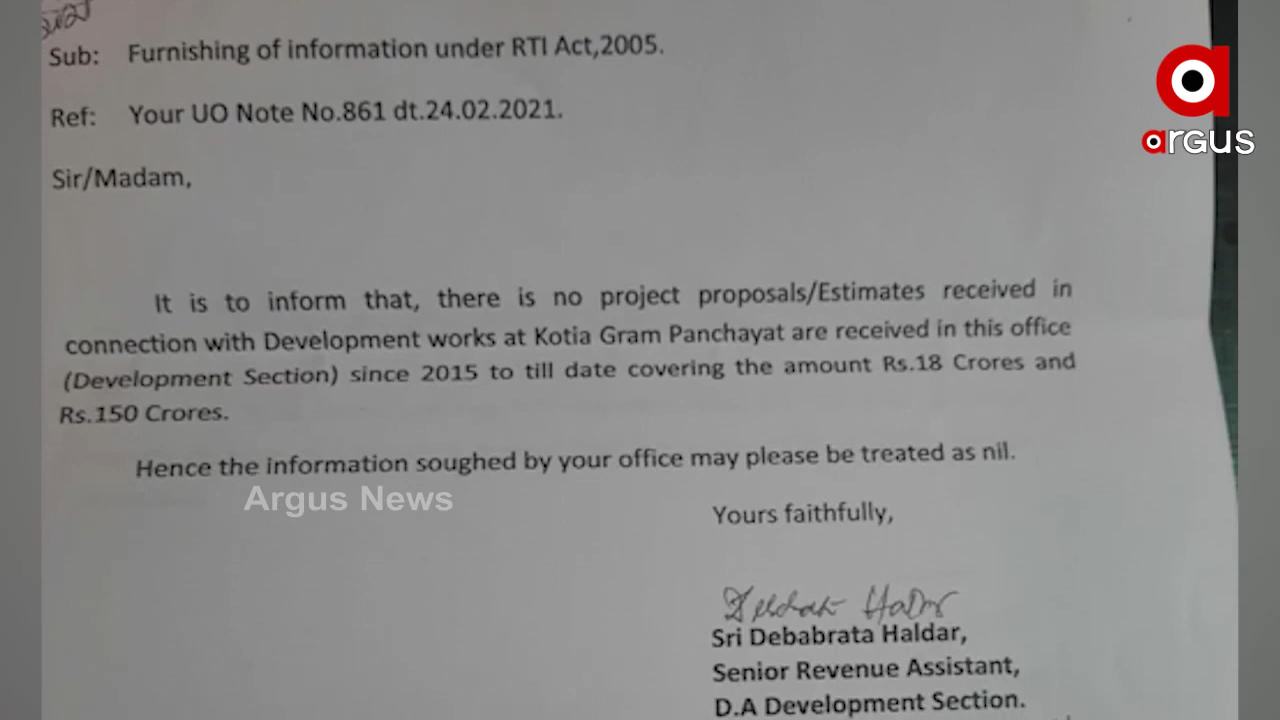 Sub: Furnishing of information under RTI Act,2005.
Ref: Your UO Note No.861 dt.24.02.2021.
Sir/Madam,
It is to inform that, there is no project proposals/Estimates received in
connection with Development works at Kotia Gram Panchayat are received in this office
(Development Section) since 2015 to till date covering the amount Rs.18 Crores and
Rs.150 Crores.
Hence the information soughed by your office may please be treated as nil.
Yours faithfully,
Sri Debabrata Haldar,
Senior Revenue Assistant,
D.A Development Section.
argus
Argus News